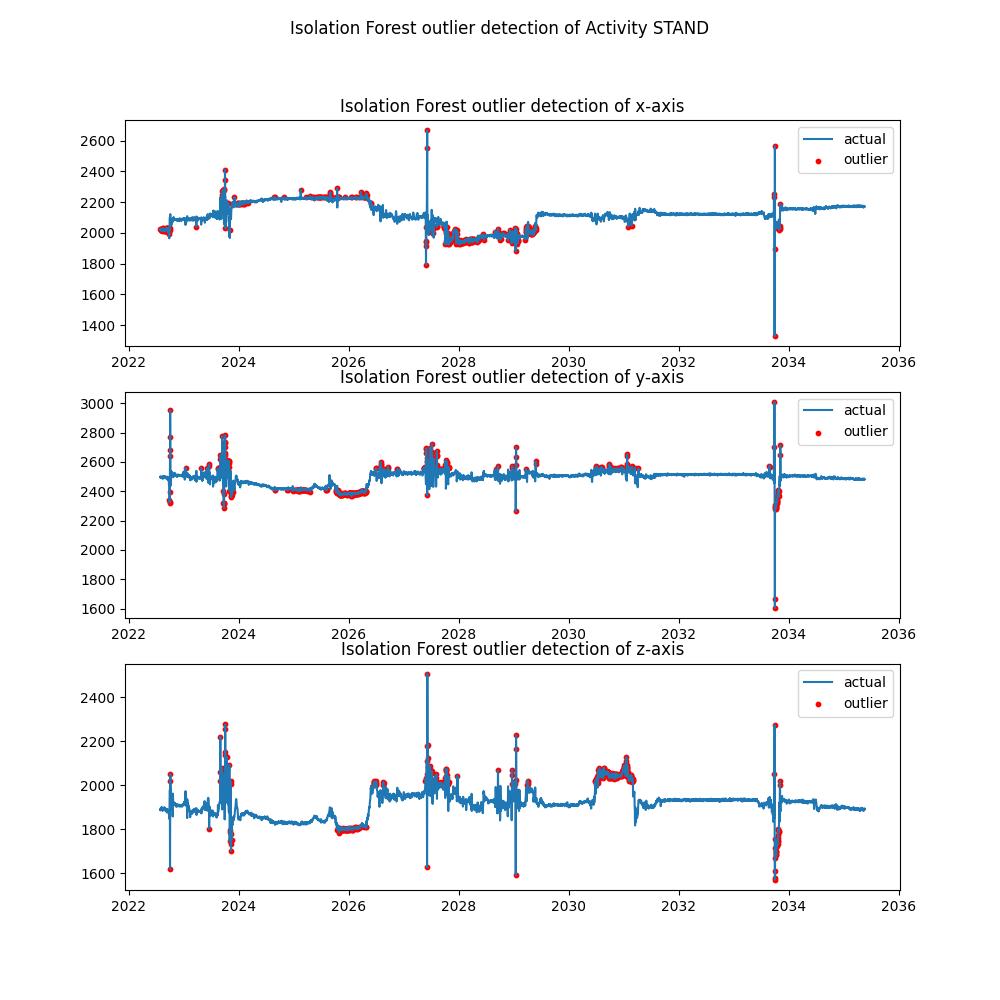 Isolation Forest outlier detection of Activity STAND
Isolation Forest outlier detection of x-axis
2600
2400
2200
2000
1800
1600
1400
actual
outlier
2022 2024 2026 2028 2030 2032 2034 2036
Isolation Forest outlier detection of y-axis
3000
2800
2600
2400
2200
2000
1800
1600
actual
outlier
2022 2024 2026 2028 2030 2032 2034 2036
Isolation Forest outlier detection of z-axis
2400
2200
2000
1800
1600
actual
outlier
2022 2024 2026 2028 2030 2032 2034 2036